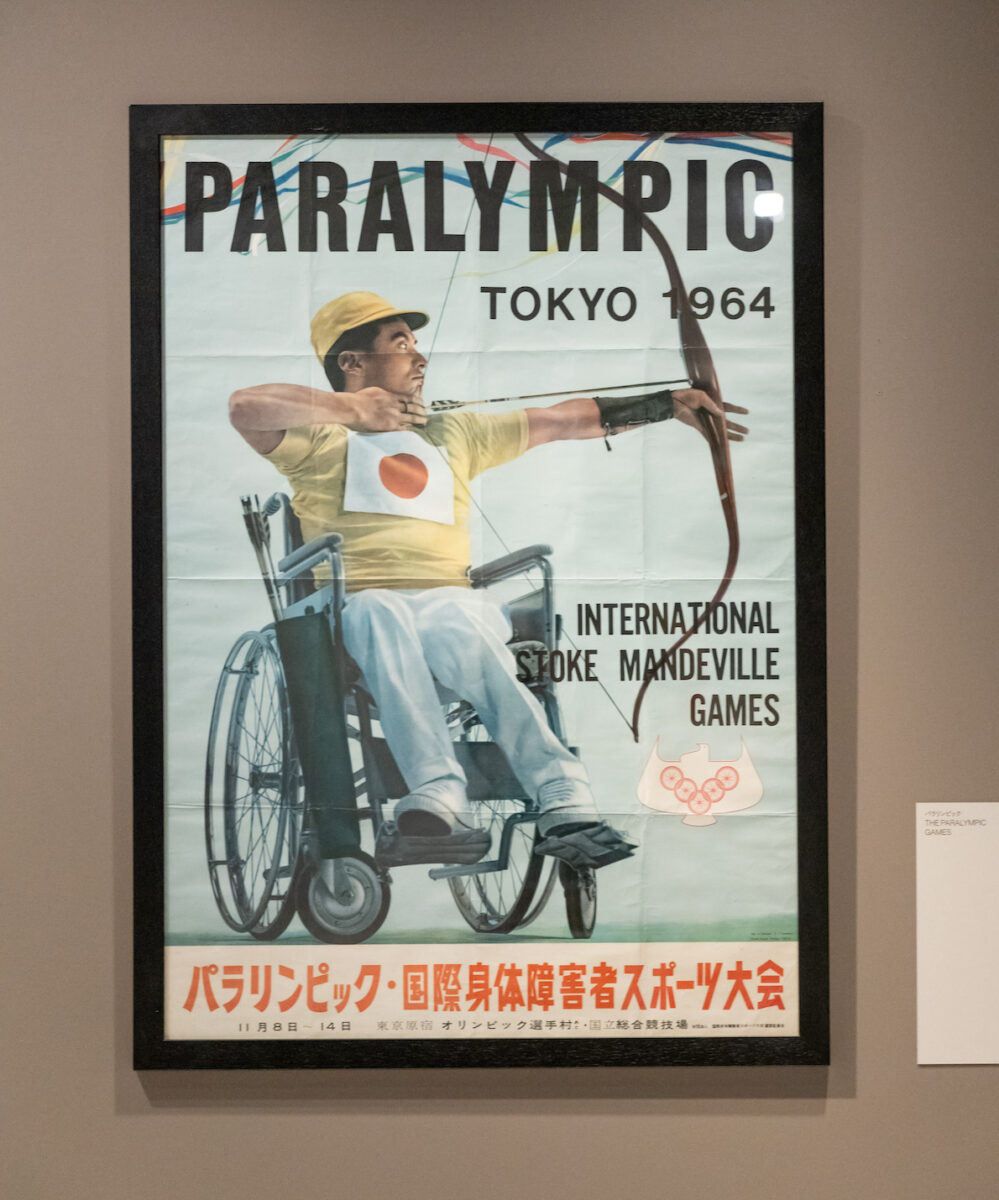 PARALYMPIC
TOKYO 1964
INTERNATIONAL
STOKE MANDEVILLE
GAMES
パラリンピック・国際身体障害者スポーツ大会
11月8日～14日 東京原宿 オリンピック選手村・国立総合競技場
パラリンピック
THE PARALYMPIC
GAMES